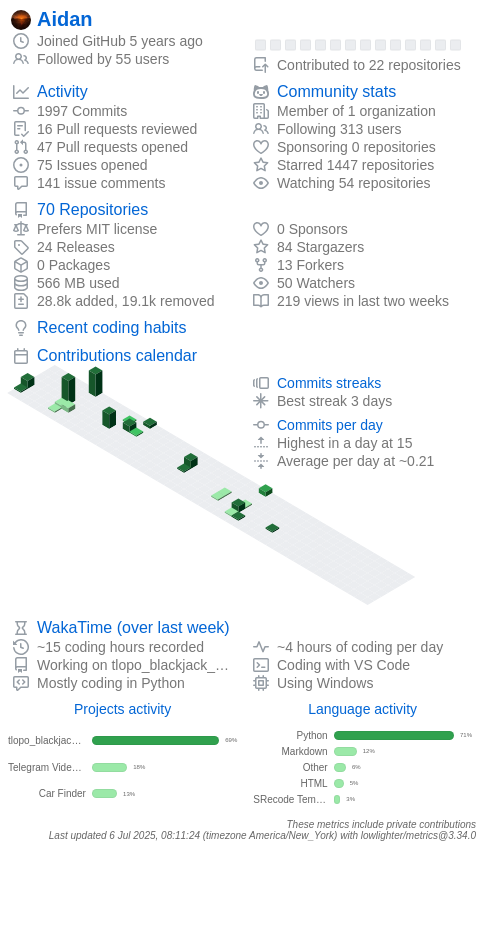 Aidan
Joined GitHub 5 years ago
Followed by 55 users
Contributed to 22 repositories
Activity
1997 Commits
16 Pull requests reviewed
47 Pull requests opened
75 Issues opened
141 issue comments
Community stats
Member of 1 organization
Following 313 users
Sponsoring 0 repositories
Starred 1447 repositories
Watching 54 repositories
70 Repositories
Prefers MIT license
24 Releases
0 Packages
566 MB used
28.8k added, 19.1k removed
0 Sponsors
84 Stargazers
13 Forkers
50 Watchers
219 views in last two weeks
Recent coding habits
Contributions calendar
Commits streaks
Best streak 3 days
Commits per day
Highest in a day at 15
Average per day at ~0.21
WakaTime (over last week)
~15 coding hours recorded
Working on tlopo_blackjack_…
Mostly coding in Python
~4 hours of coding per day
Coding with VS Code
Using Windows
Projects activity
tlopo_blackjac… 69%
Telegram Vide… 18%
Car Finder 13%
Language activity
Python 71%
Markdown 12%
Other 6%
HTML 5%
SRecode Tem… 3%
These metrics include private contributions
Last updated 6 Jul 2025, 08:11:24 (timezone America/New_York) with lowlighter/metrics@3.34.0